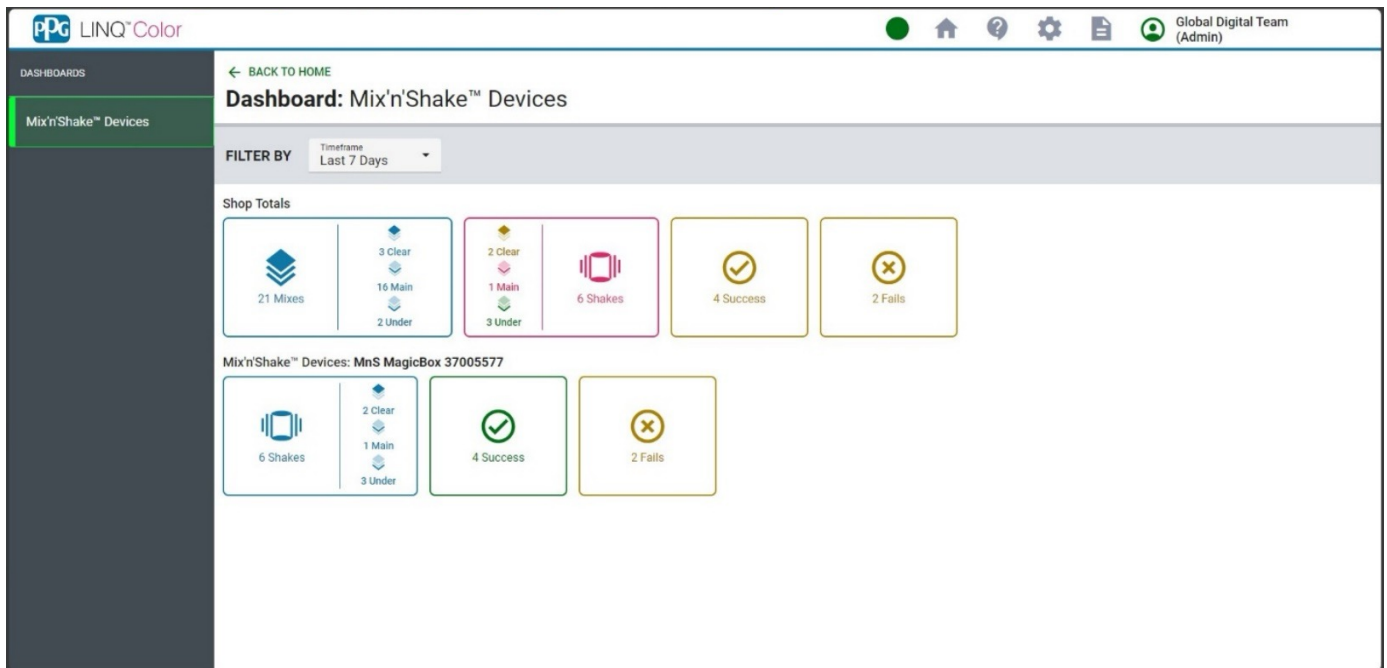 PPG LINQ™Color
Global Digital Team
(Admin)
DASHBOARDS
Mix'n'Shake™ Devices
← BACK TO HOME
Dashboard: Mix'n'Shake™ Devices
FILTER BY
Timeframe
Last 7 Days
Shop Totals
21 Mixes
3 Clear
16 Main
2 Under
2 Clear
1 Main
3 Under
6 Shakes
4 Success
2 Fails
Mix'n'Shake™ Devices: MnS MagicBox 37005577
6 Shakes
2 Clear
1 Main
3 Under
4 Success
2 Fails